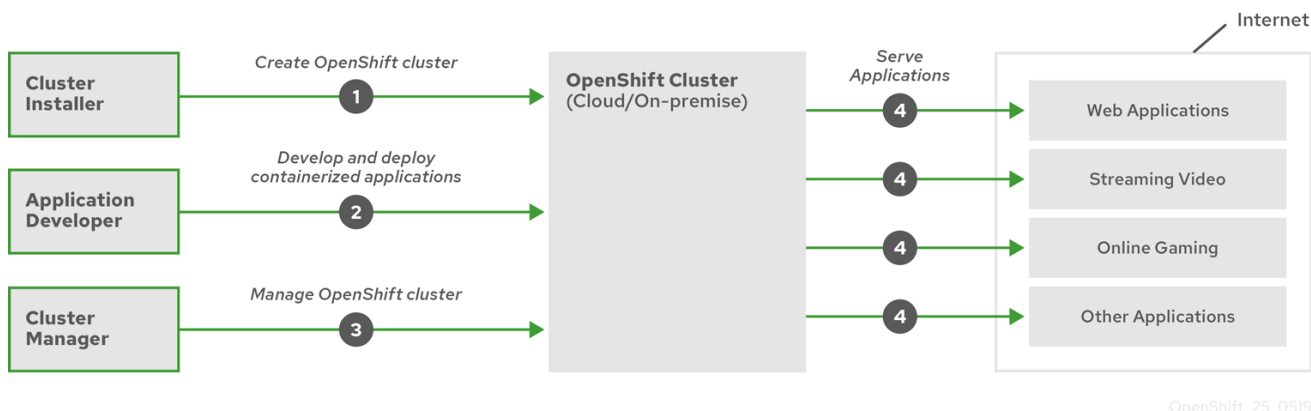 Internet
Cluster
Installer
Create OpenShift cluster
1
OpenShift Cluster
(Cloud/On-premise)
Serve
Applications
4
Web Applications
Application
Developer
Develop and deploy
containerized applications
2
4
Streaming Video
4
Online Gaming
Cluster
Manager
Manage OpenShift cluster
3
4
Other Applications
OpenShift_25_0519